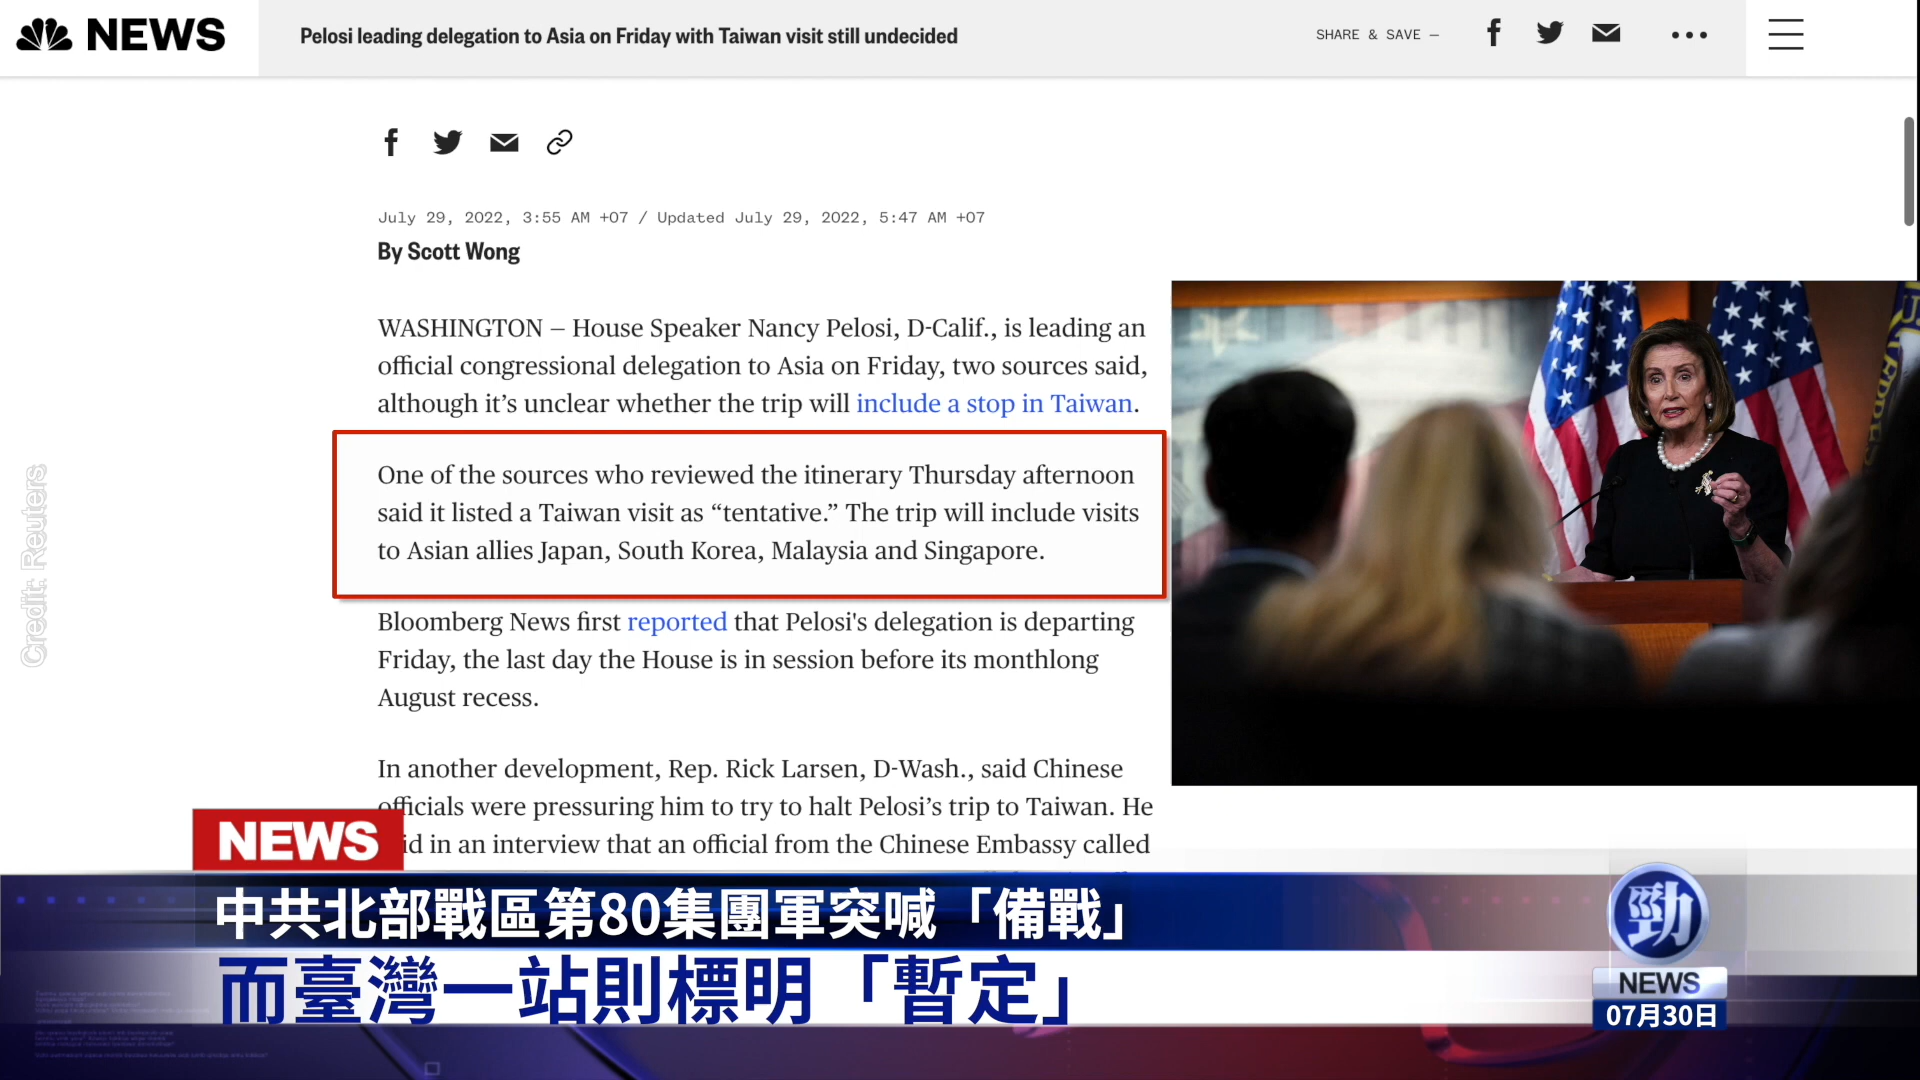 NEWS
Pelosi leading delegation to Asia on Friday with Taiwan visit still undecided
SHARE & SAVE —
July 29, 2022, 3:55 AM +07 / Updated July 29, 2022, 5:47 AM +07
By Scott Wong
WASHINGTON — House Speaker Nancy Pelosi, D-Calif., is leading an
official congressional delegation to Asia on Friday, two sources said,
although it’s unclear whether the trip will include a stop in Taiwan.
One of the sources who reviewed the itinerary Thursday afternoon
said it listed a Taiwan visit as “tentative.” The trip will include visits
to Asian allies Japan, South Korea, Malaysia and Singapore.
Bloomberg News first reported that Pelosi's delegation is departing
Friday, the last day the House is in session before its monthlong
August recess.
In another development, Rep. Rick Larsen, D-Wash., said Chinese
officials were pressuring him to try to halt Pelosi’s trip to Taiwan. He
id in an interview that an official from the Chinese Embassy called
Credit: Reuters
NEWS
中共北部戰區第80集團軍突喊「備戰」
而臺灣一站則標明「暫定」
勁
NEWS
07月30日